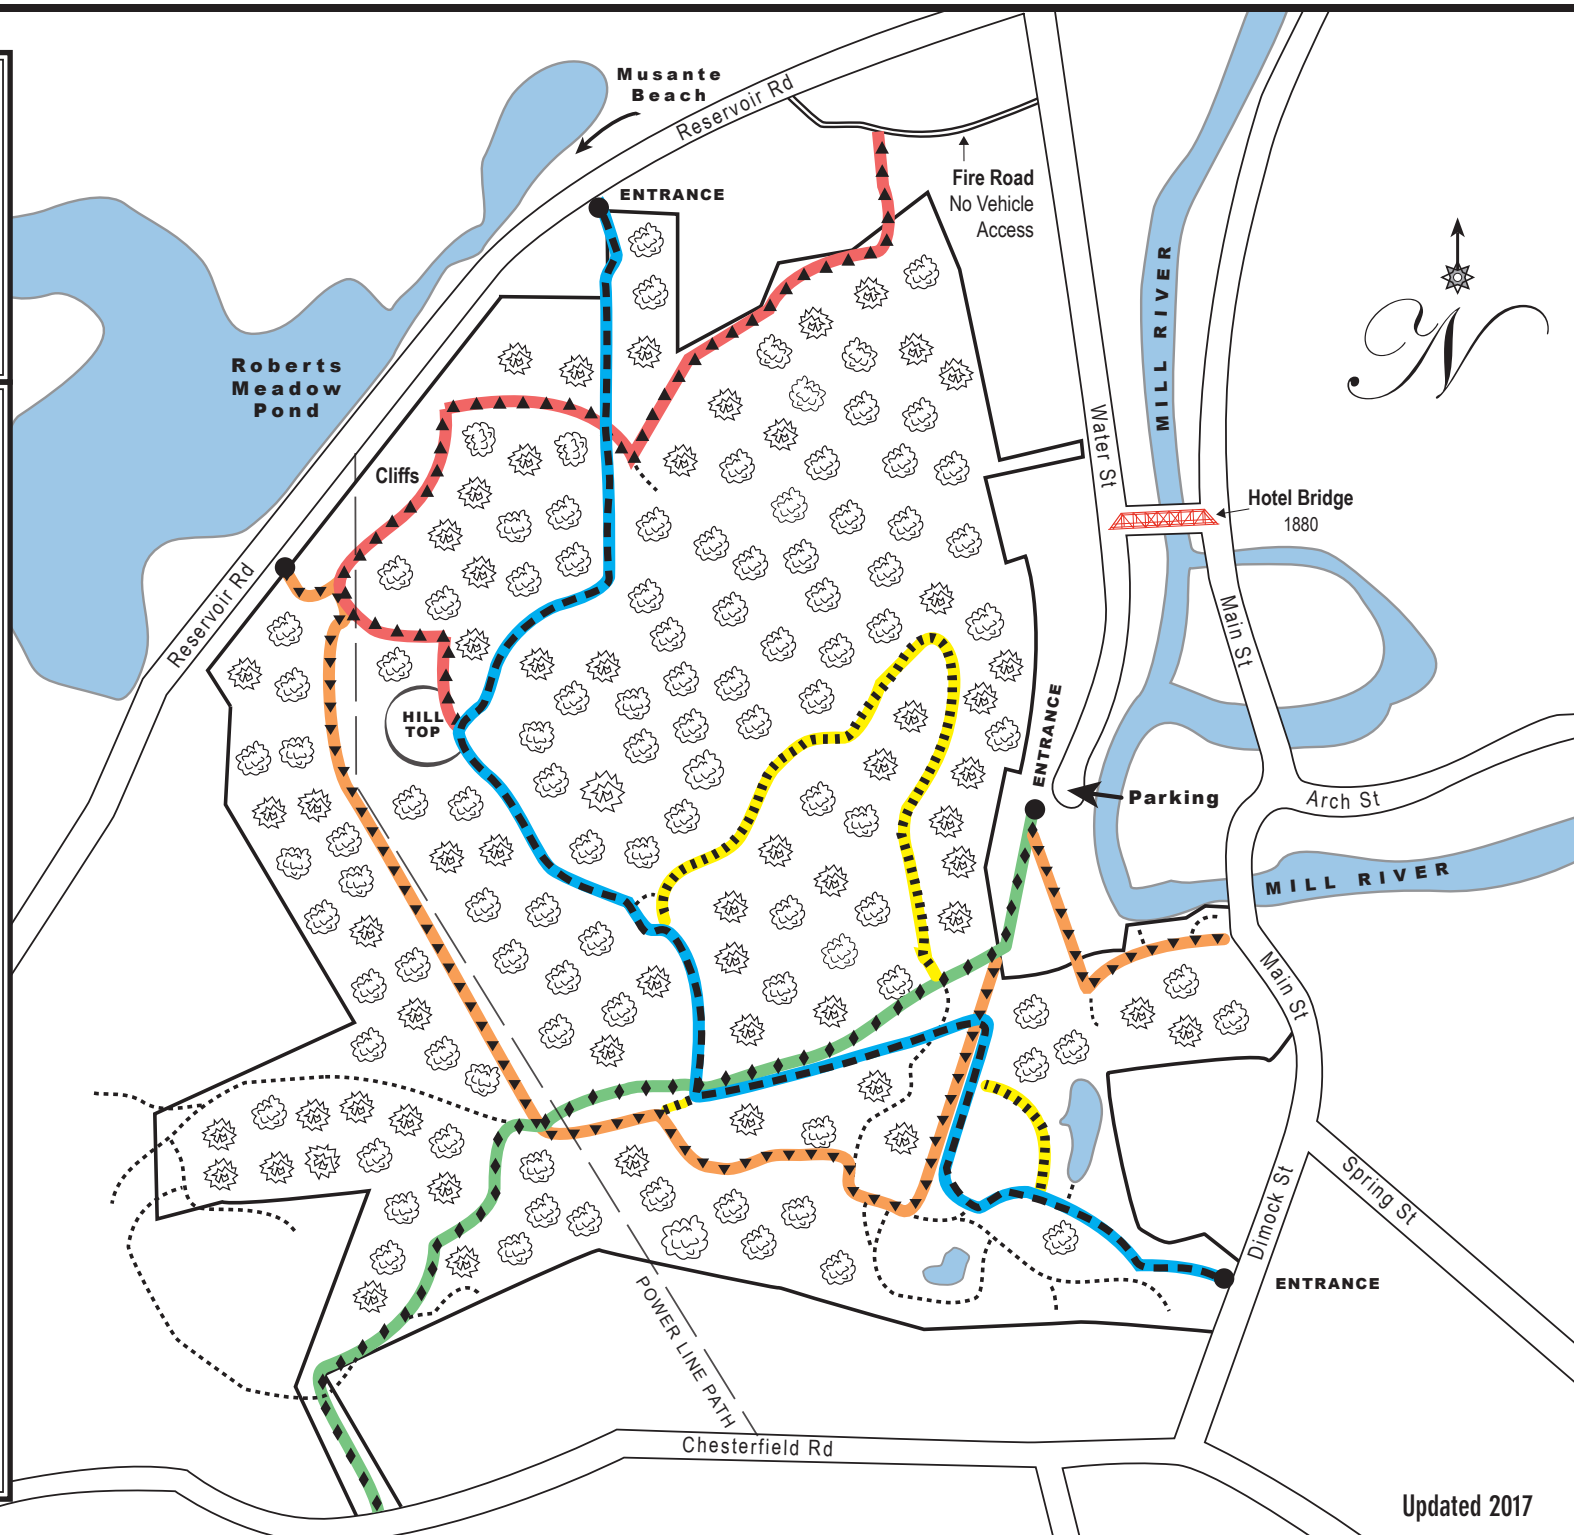 Musante
Beach
Reservoir Rd
ENTRANCE
Fire Road
No Vehicle
Access
MILL RIVER
N
Roberts
Meadow
Pond
Water St
Cliffs
Hotel Bridge
1880
Reservoir Rd
Main St
HILL
TOP
ENTRANCE
Parking
Arch St
MILL RIVER
Main St
Spring St
Dimock St
ENTRANCE
POWER LINE PATH
Chesterfield Rd
Updated 2017